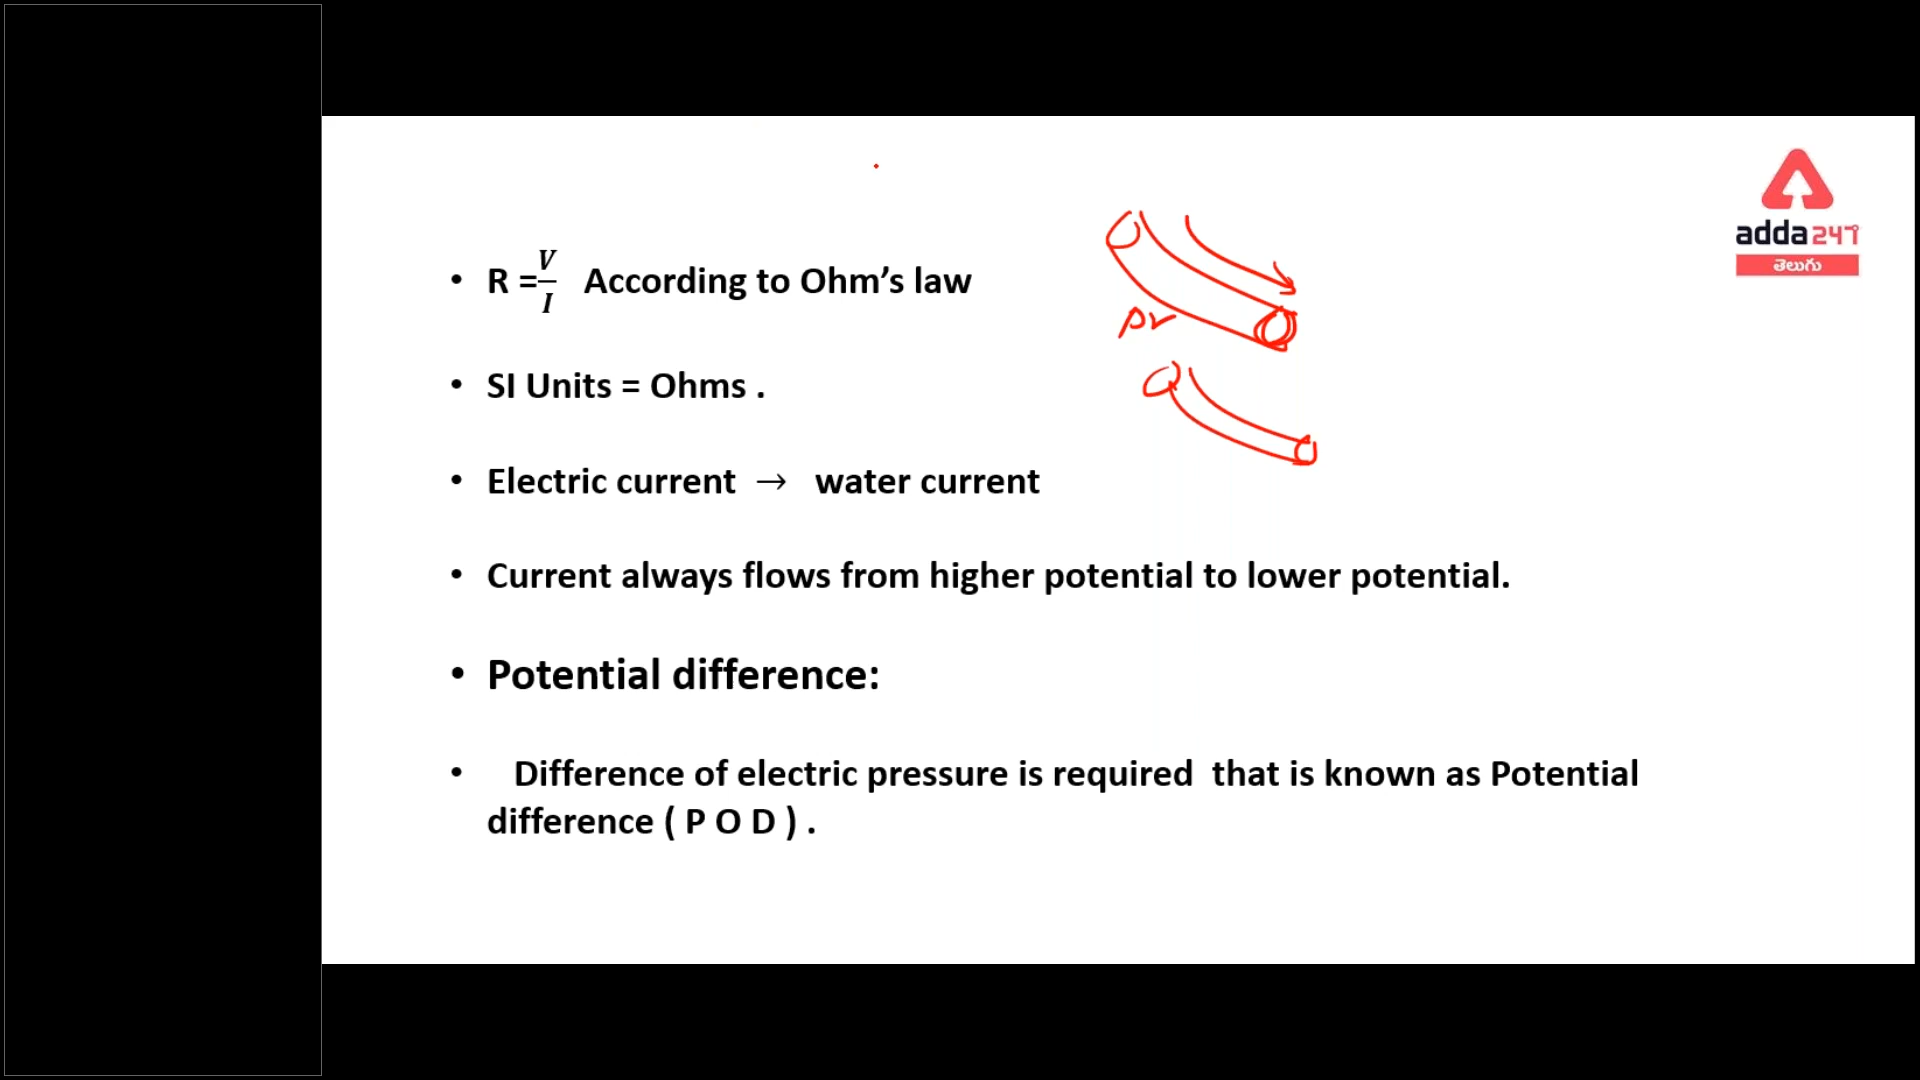 adda247
తెలుగు
• R = V/I According to Ohm’s law
pr
• SI Units = Ohms .
• Electric current → water current
• Current always flows from higher potential to lower potential.
• Potential difference:
• Difference of electric pressure is required that is known as Potential
difference ( P O D ) .